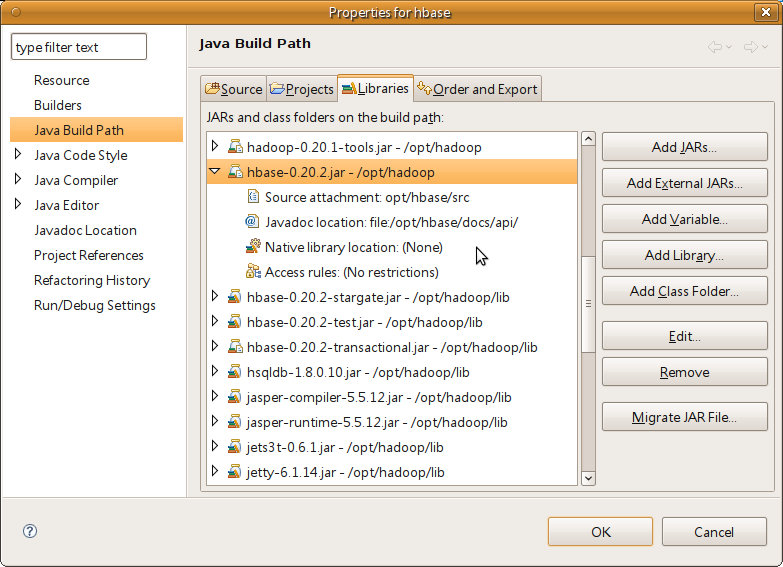 Properties for hbase
type filter text
Resource
Builders
Java Build Path
Java Code Style
Java Compiler
Java Editor
Javadoc Location
Project References
Refactoring History
Run/Debug Settings
Java Build Path
Source Projects Libraries Order and Export
JARs and class folders on the build path:
hadoop-0.20.1-tools.jar - /opt/hadoop
hbase-0.20.2.jar - /opt/hadoop
Source attachment: opt/hbase/src
Javadoc location: file:/opt/hbase/docs/api/
Native library location: (None)
Access rules: (No restrictions)
hbase-0.20.2-stargate.jar - /opt/hadoop/lib
hbase-0.20.2-test.jar - /opt/hadoop/lib
hbase-0.20.2-transactional.jar - /opt/hadoop/lib
hsqldb-1.8.0.10.jar - /opt/hadoop/lib
jasper-compiler-5.5.12.jar - /opt/hadoop/lib
jasper-runtime-5.5.12.jar - /opt/hadoop/lib
jets3t-0.6.1.jar - /opt/hadoop/lib
jetty-6.1.14.jar - /opt/hadoop/lib
Add JARs...
Add External JARs...
Add Variable...
Add Library...
Add Class Folder...
Edit...
Remove
Migrate JAR File...
?
OK
Cancel